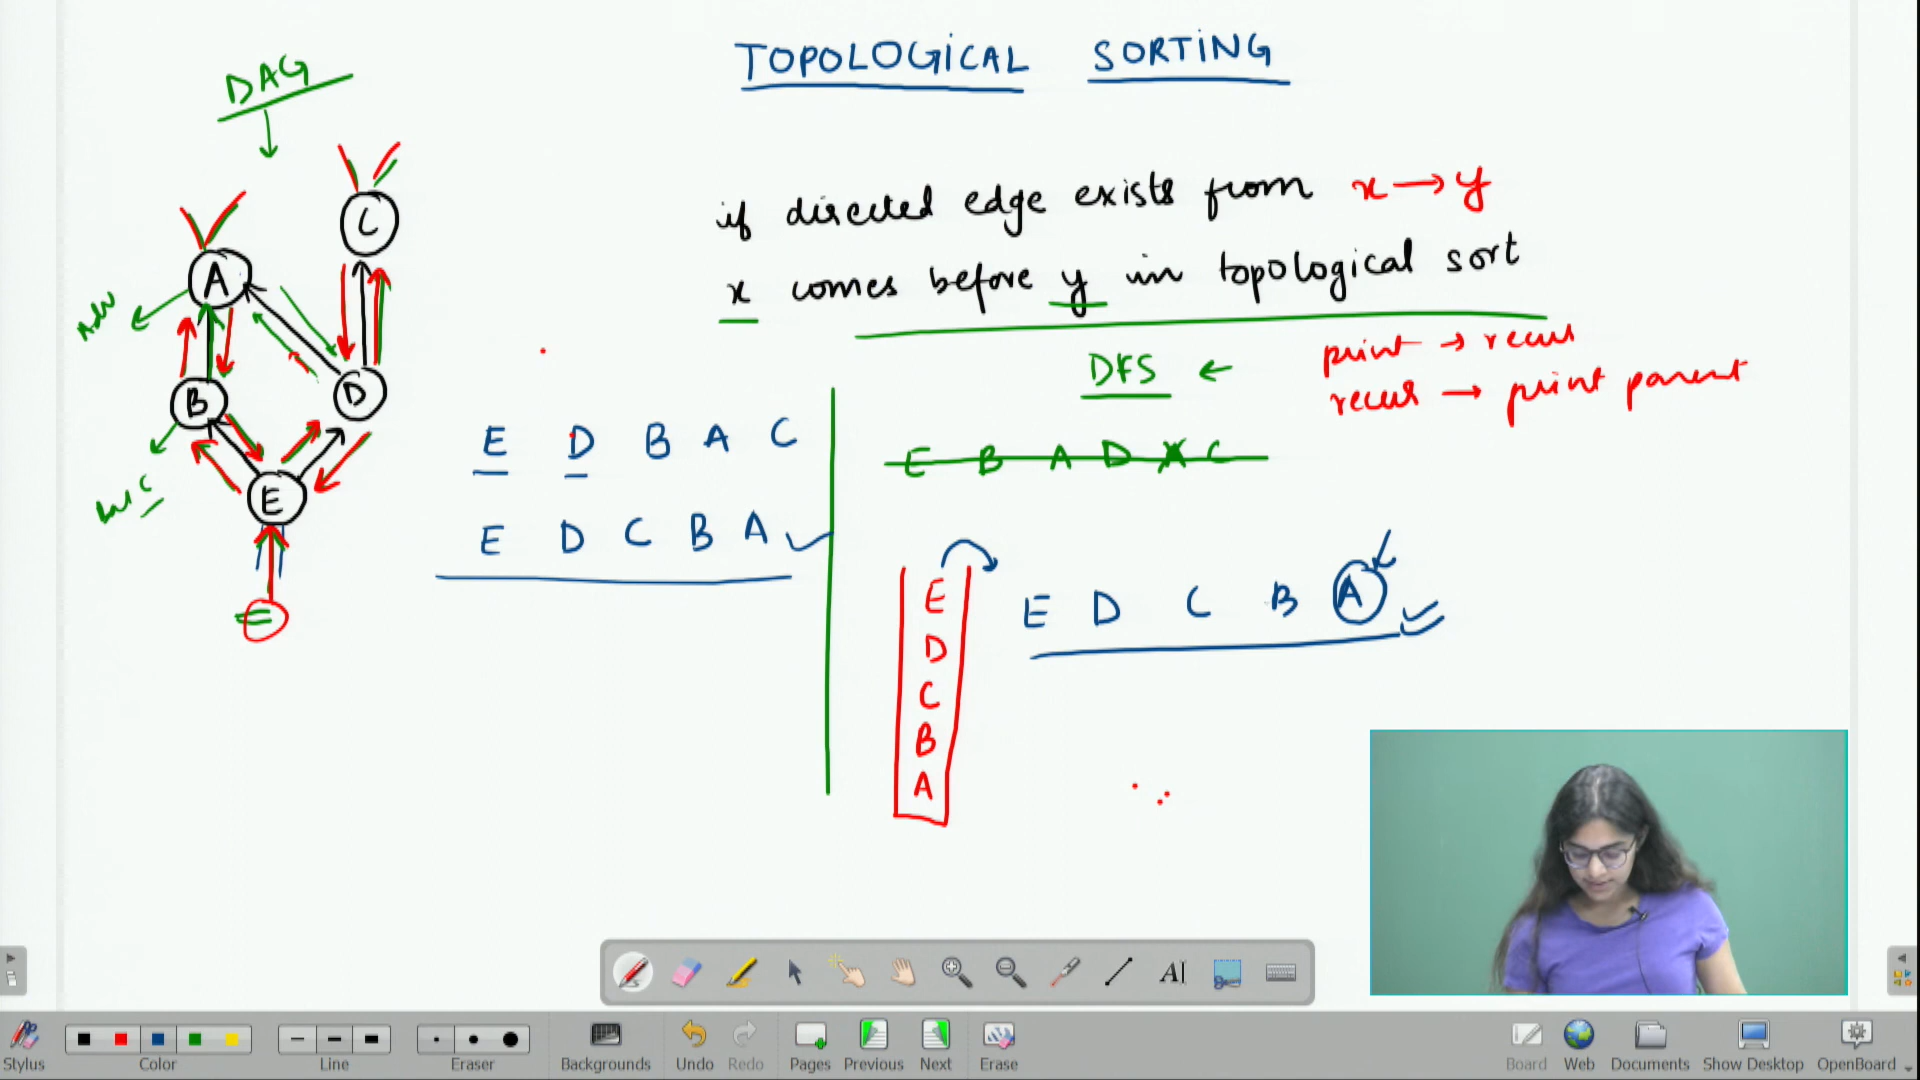 TOPOLOGICAL SORTING
DAG
C
if directed edge exists from x → y
A
x comes before y in topological sort
print → recur
DFS ←
recur → print parent
D
B
E D B A C
E B A D C
E
E D C B A
E
D
C
B
A
E D C B A
Stylus
Color
Line
Eraser
Backgrounds
Undo
Redo
Pages
Previous
Next
Erase
Board
Web
Documents
Show Desktop
OpenBoard